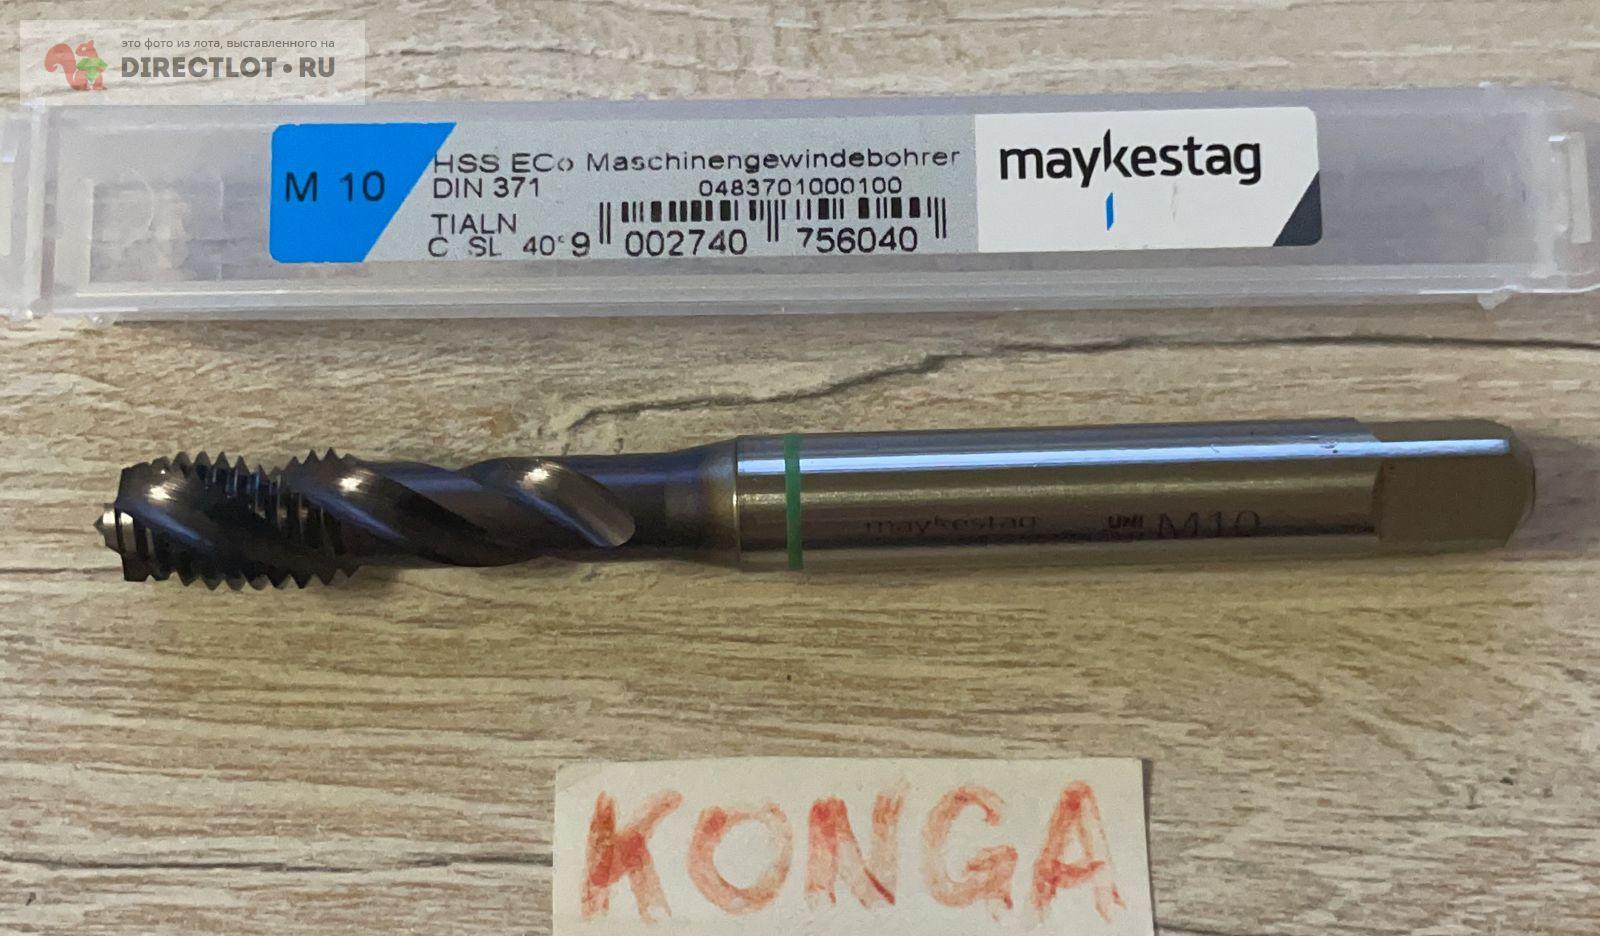 это фото из лота, выставленного на
DIRECTLOT•RU
M 10
HSS ECo Maschinengewindebohrer
DIN 371
0483701000100
TIALN
C SL 40° 9 002740 756040
maykestag
maykestag UNI M10
KONGA